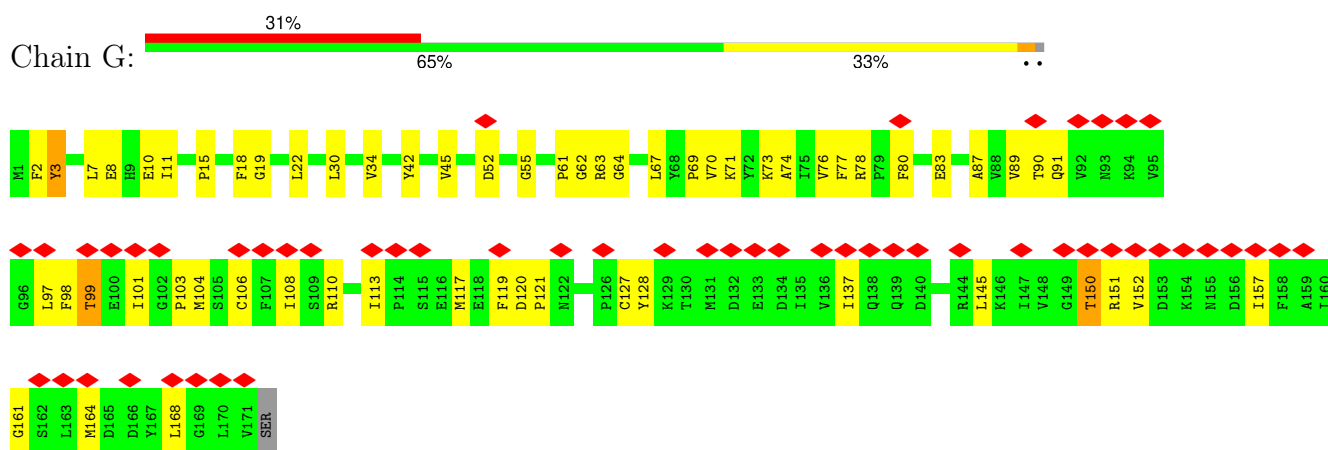 31%
Chain G:
65% 33% • •
M1 F2 Y3 L7 E8 H9 E10 I11 P15 F18 G19 L22 L30 V34 Y42 V45 D52 G55 P61 G62 R63 G64 L67 Y68 P69 V70 K71 Y72 K73 A74 I75 V76 F77 R78 P79 F80 E83 A87 V88 V89 T90 Q91 V92 N93 K94 V95
G96 L97 F98 T99 E100 I101 G102 P103 M104 S105 C106 F107 I108 S109 R110 I113 P114 S115 E116 M117 E118 F119 D120 P121 N122 P126 C127 Y128 K129 T130 M131 D132 E133 D134 I135 V136 I137 Q138 Q139 D140 R144 L145 K146 I147 V148 G149 T150 R151 V152 D153 K154 N155 D156 I157 F158 A159 I160
G161 S162 L163 M164 D165 D166 Y167 L168 G169 L170 V171 SER